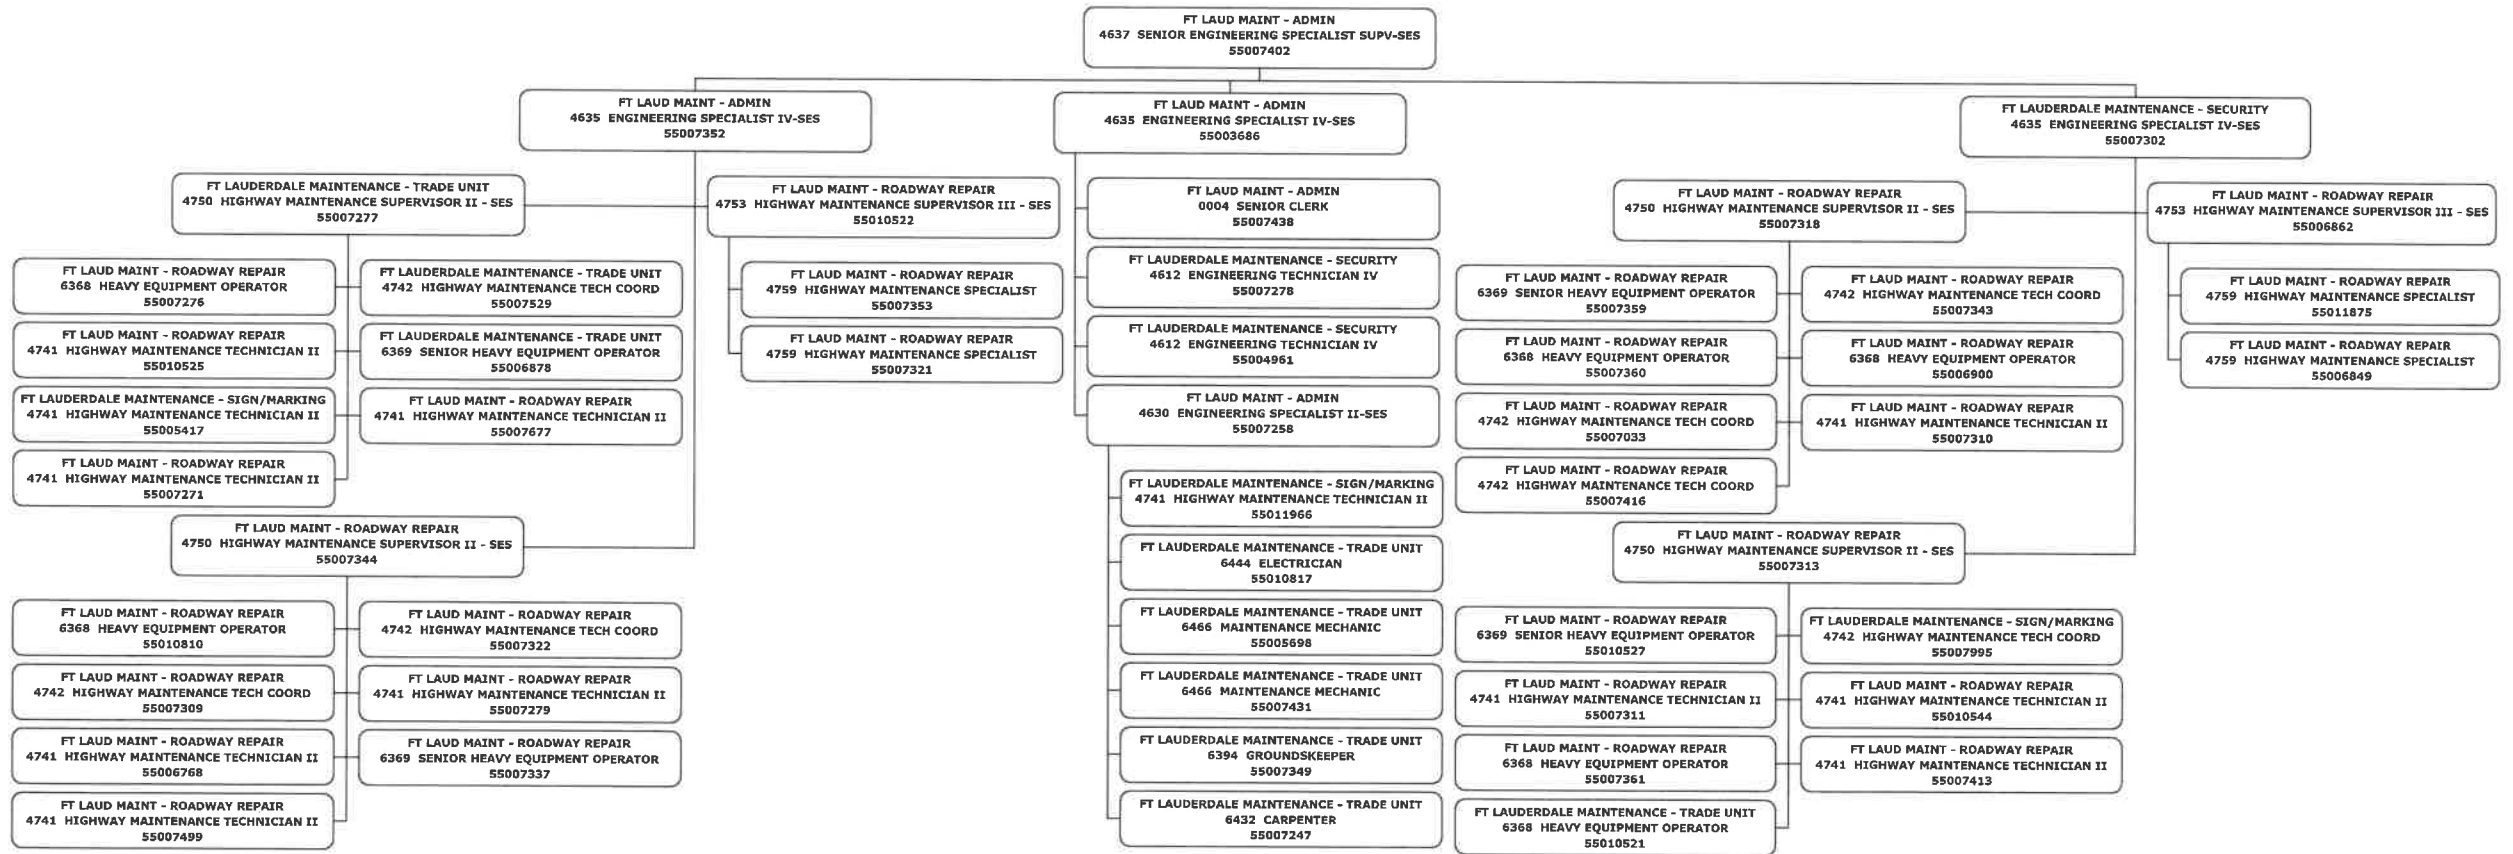 FT LAUD MAINT - ADMIN
4637 SENIOR ENGINEERING SPECIALIST SUPV-SES
55007402
FT LAUD MAINT - ADMIN
4635 ENGINEERING SPECIALIST IV-SES
55007352
FT LAUDERDALE MAINTENANCE - TRADE UNIT
4750 HIGHWAY MAINTENANCE SUPERVISOR II - SES
55007277
FT LAUD MAINT - ROADWAY REPAIR
6368 HEAVY EQUIPMENT OPERATOR
55007276
FT LAUDERDALE MAINTENANCE - TRADE UNIT
4742 HIGHWAY MAINTENANCE TECH COORD
55007529
FT LAUD MAINT - ROADWAY REPAIR
4741 HIGHWAY MAINTENANCE TECHNICIAN II
55010525
FT LAUDERDALE MAINTENANCE - TRADE UNIT
6369 SENIOR HEAVY EQUIPMENT OPERATOR
55006878
FT LAUDERDALE MAINTENANCE - SIGN/MARKING
4741 HIGHWAY MAINTENANCE TECHNICIAN II
55005417
FT LAUD MAINT - ROADWAY REPAIR
4741 HIGHWAY MAINTENANCE TECHNICIAN II
55007677
FT LAUD MAINT - ROADWAY REPAIR
4741 HIGHWAY MAINTENANCE TECHNICIAN II
55007271
FT LAUD MAINT - ROADWAY REPAIR
4753 HIGHWAY MAINTENANCE SUPERVISOR III - SES
55010522
FT LAUD MAINT - ROADWAY REPAIR
4759 HIGHWAY MAINTENANCE SPECIALIST
55007353
FT LAUD MAINT - ROADWAY REPAIR
4759 HIGHWAY MAINTENANCE SPECIALIST
55007321
FT LAUD MAINT - ROADWAY REPAIR
4750 HIGHWAY MAINTENANCE SUPERVISOR II - SES
55007344
FT LAUD MAINT - ROADWAY REPAIR
6368 HEAVY EQUIPMENT OPERATOR
55010810
FT LAUD MAINT - ROADWAY REPAIR
4742 HIGHWAY MAINTENANCE TECH COORD
55007322
FT LAUD MAINT - ROADWAY REPAIR
4742 HIGHWAY MAINTENANCE TECH COORD
55007309
FT LAUD MAINT - ROADWAY REPAIR
4741 HIGHWAY MAINTENANCE TECHNICIAN II
55007279
FT LAUD MAINT - ROADWAY REPAIR
4741 HIGHWAY MAINTENANCE TECHNICIAN II
55006768
FT LAUD MAINT - ROADWAY REPAIR
6369 SENIOR HEAVY EQUIPMENT OPERATOR
55007337
FT LAUD MAINT - ROADWAY REPAIR
4741 HIGHWAY MAINTENANCE TECHNICIAN II
55007499
FT LAUD MAINT - ADMIN
4635 ENGINEERING SPECIALIST IV-SES
55003686
FT LAUD MAINT - ADMIN
0004 SENIOR CLERK
55007438
FT LAUDERDALE MAINTENANCE - SECURITY
4612 ENGINEERING TECHNICIAN IV
55007278
FT LAUDERDALE MAINTENANCE - SECURITY
4612 ENGINEERING TECHNICIAN IV
55004961
FT LAUD MAINT - ADMIN
4630 ENGINEERING SPECIALIST II-SES
55007258
FT LAUDERDALE MAINTENANCE - SIGN/MARKING
4741 HIGHWAY MAINTENANCE TECHNICIAN II
55011966
FT LAUDERDALE MAINTENANCE - TRADE UNIT
6444 ELECTRICIAN
55010817
FT LAUDERDALE MAINTENANCE - TRADE UNIT
6466 MAINTENANCE MECHANIC
55005698
FT LAUDERDALE MAINTENANCE - TRADE UNIT
6466 MAINTENANCE MECHANIC
55007431
FT LAUDERDALE MAINTENANCE - TRADE UNIT
6394 GROUNDSKEEPER
55007349
FT LAUDERDALE MAINTENANCE - TRADE UNIT
6432 CARPENTER
55007247
FT LAUDERDALE MAINTENANCE - SECURITY
4635 ENGINEERING SPECIALIST IV-SES
55007302
FT LAUD MAINT - ROADWAY REPAIR
4750 HIGHWAY MAINTENANCE SUPERVISOR II - SES
55007318
FT LAUD MAINT - ROADWAY REPAIR
6369 SENIOR HEAVY EQUIPMENT OPERATOR
55007359
FT LAUD MAINT - ROADWAY REPAIR
4742 HIGHWAY MAINTENANCE TECH COORD
55007343
FT LAUD MAINT - ROADWAY REPAIR
6368 HEAVY EQUIPMENT OPERATOR
55007360
FT LAUD MAINT - ROADWAY REPAIR
6368 HEAVY EQUIPMENT OPERATOR
55006900
FT LAUD MAINT - ROADWAY REPAIR
4742 HIGHWAY MAINTENANCE TECH COORD
55007033
FT LAUD MAINT - ROADWAY REPAIR
4741 HIGHWAY MAINTENANCE TECHNICIAN II
55007310
FT LAUD MAINT - ROADWAY REPAIR
4742 HIGHWAY MAINTENANCE TECH COORD
55007416
FT LAUD MAINT - ROADWAY REPAIR
4753 HIGHWAY MAINTENANCE SUPERVISOR III - SES
55006862
FT LAUD MAINT - ROADWAY REPAIR
4759 HIGHWAY MAINTENANCE SPECIALIST
55011875
FT LAUD MAINT - ROADWAY REPAIR
4759 HIGHWAY MAINTENANCE SPECIALIST
55006849
FT LAUD MAINT - ROADWAY REPAIR
4750 HIGHWAY MAINTENANCE SUPERVISOR II - SES
55007313
FT LAUD MAINT - ROADWAY REPAIR
6369 SENIOR HEAVY EQUIPMENT OPERATOR
55010527
FT LAUDERDALE MAINTENANCE - SIGN/MARKING
4742 HIGHWAY MAINTENANCE TECH COORD
55007995
FT LAUD MAINT - ROADWAY REPAIR
4741 HIGHWAY MAINTENANCE TECHNICIAN II
55007311
FT LAUD MAINT - ROADWAY REPAIR
4741 HIGHWAY MAINTENANCE TECHNICIAN II
55010544
FT LAUD MAINT - ROADWAY REPAIR
6368 HEAVY EQUIPMENT OPERATOR
55007361
FT LAUD MAINT - ROADWAY REPAIR
4741 HIGHWAY MAINTENANCE TECHNICIAN II
55007413
FT LAUDERDALE MAINTENANCE - TRADE UNIT
6368 HEAVY EQUIPMENT OPERATOR
55010521